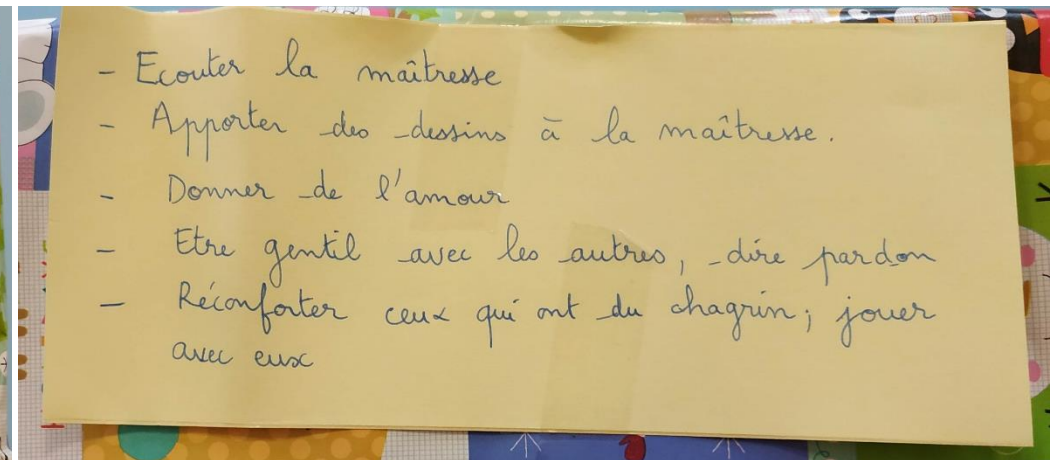 - Ecouter la maîtresse
- Apporter des dessins à la maîtresse.
- Donner de l'amour
- Etre gentil avec les autres, dire pardon
- Réconforter ceux qui ont du chagrin; jouer
avec eux